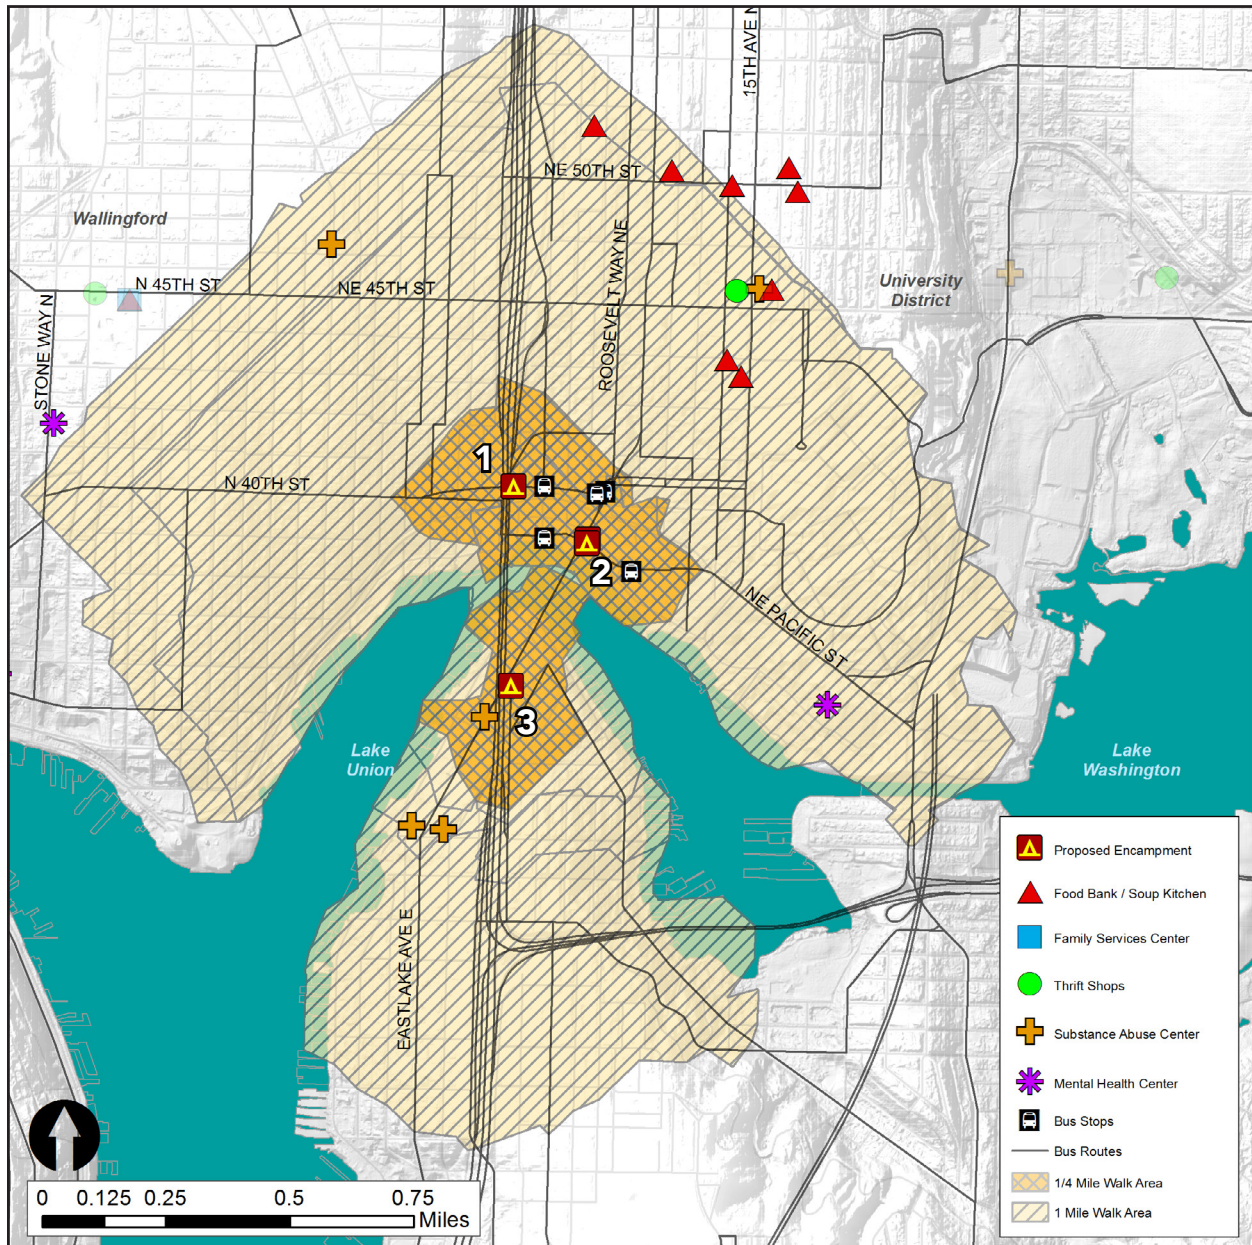 15TH AVE N
NE 50TH ST
Wallingford
ROOSEVELT WAY NE
N 45TH ST
NE 45TH ST
University
District
STONE WAY N
1
N 40TH ST
2
NE PACIFIC ST
3
Lake
Union
Lake
Washington
EASTLAKE AVE E
Proposed Encampment
Food Bank / Soup Kitchen
Family Services Center
Thrift Shops
Substance Abuse Center
Mental Health Center
Bus Stops
Bus Routes
1/4 Mile Walk Area
1 Mile Walk Area
0 0.125 0.25 0.5 0.75
Miles